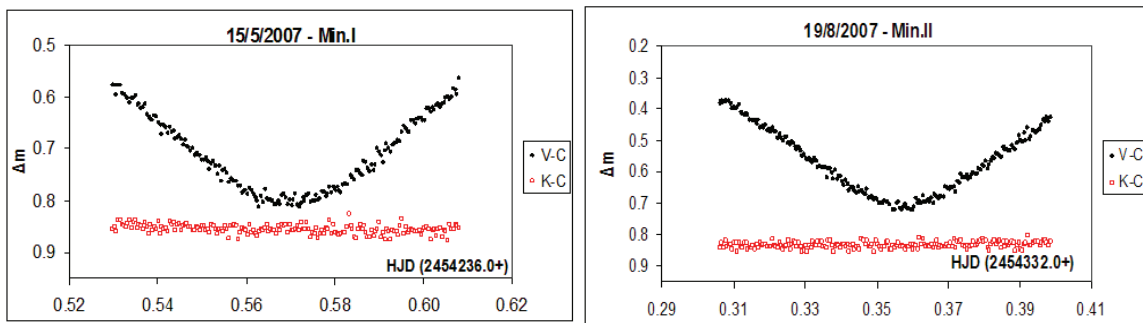 15/5/2007 - Min.I
0.5
0.6
0.7
0.8
0.9
Δm
V-C
K-C
HJD (2454236.0+)
0.52 0.54 0.56 0.58 0.60 0.62
19/8/2007 - Min.II
0.2
0.3
0.4
0.5
0.6
0.7
0.8
0.9
Δm
V-C
K-C
HJD (2454332.0+)
0.29 0.31 0.33 0.35 0.37 0.39 0.41